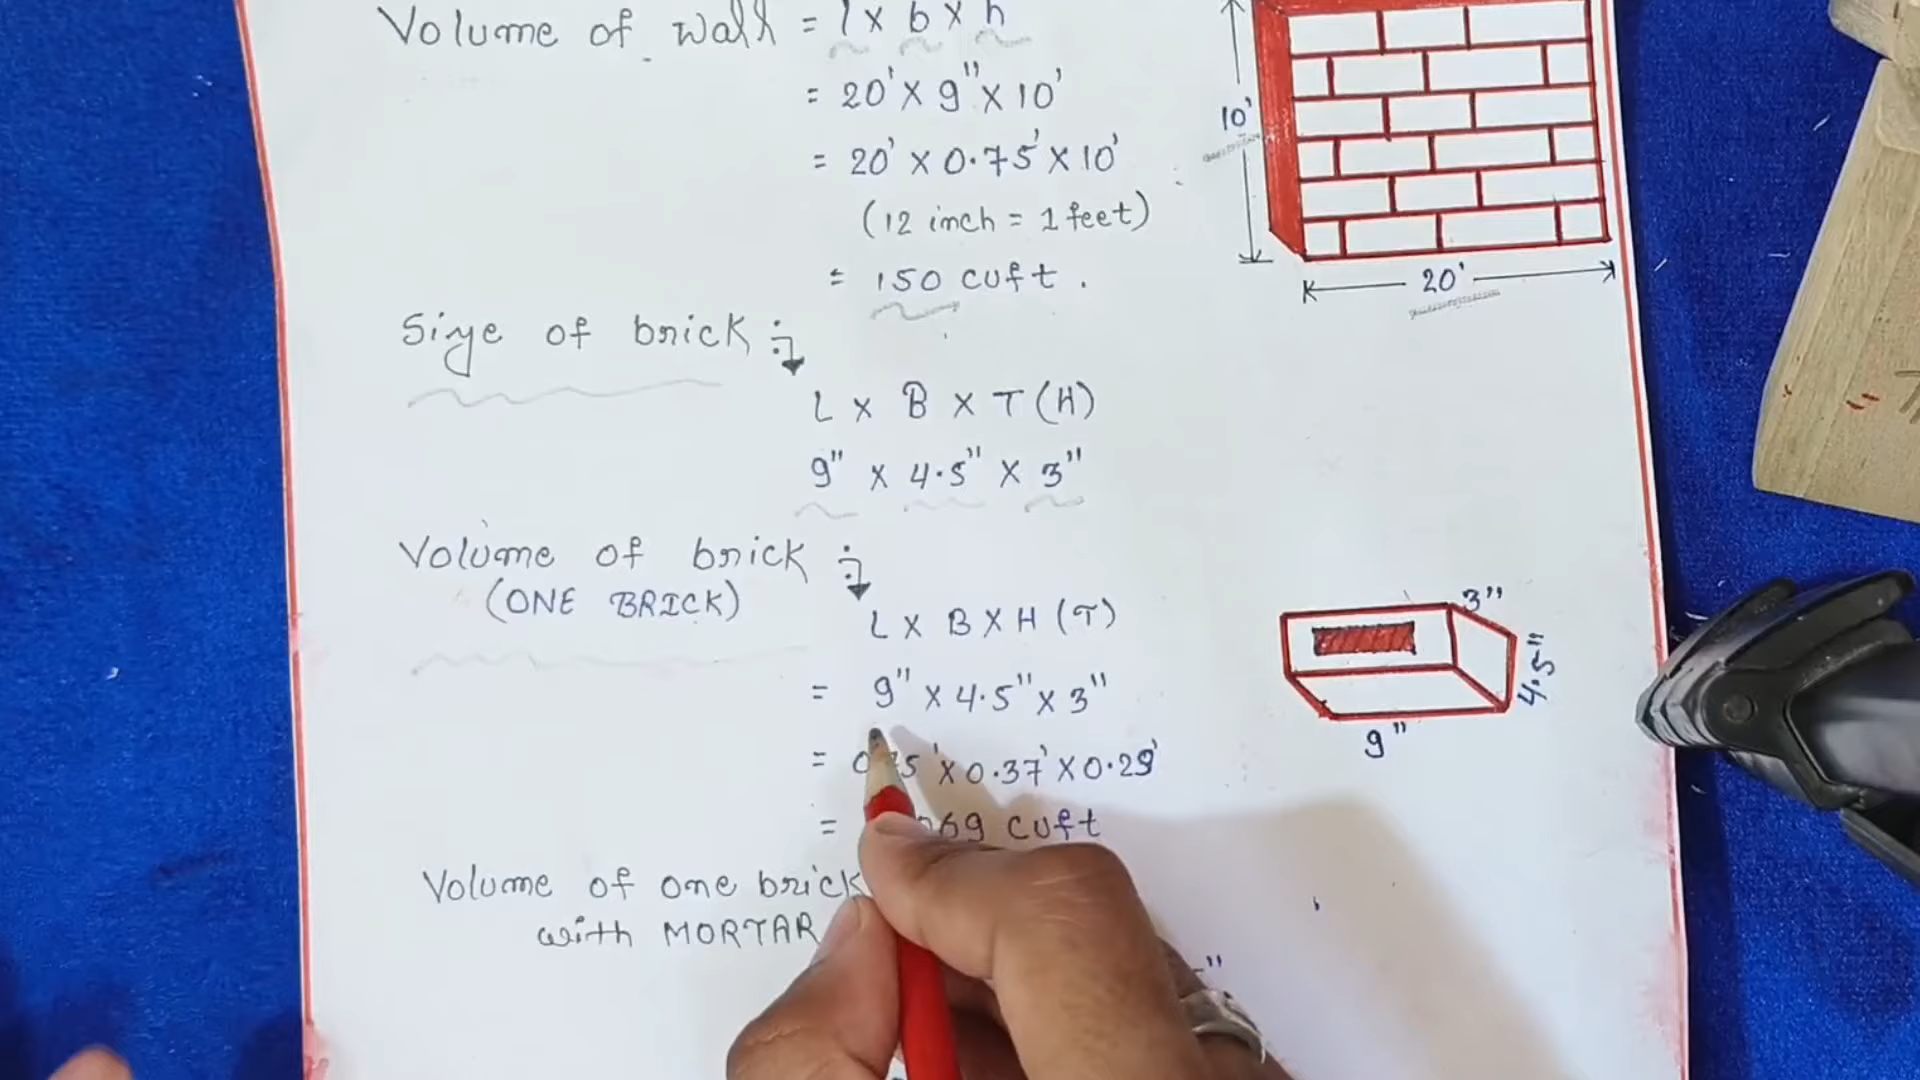 Volume of Wall = l x b x h
= 20' x 9" x 10'
= 20' x 0.75' x 10'
(12 inch = 1 feet)
= 150 cuft.
10'
20'
Size of brick :-
L x B x T (H)
9" x 4.5" x 3"
Volume of brick :-
(ONE BRICK)
L x B x H (T)
= 9" x 4.5" x 3"
= x 0.37' x 0.29'
= cuft
3"
4.5"
9"
Volume of one brick
with MORTAR